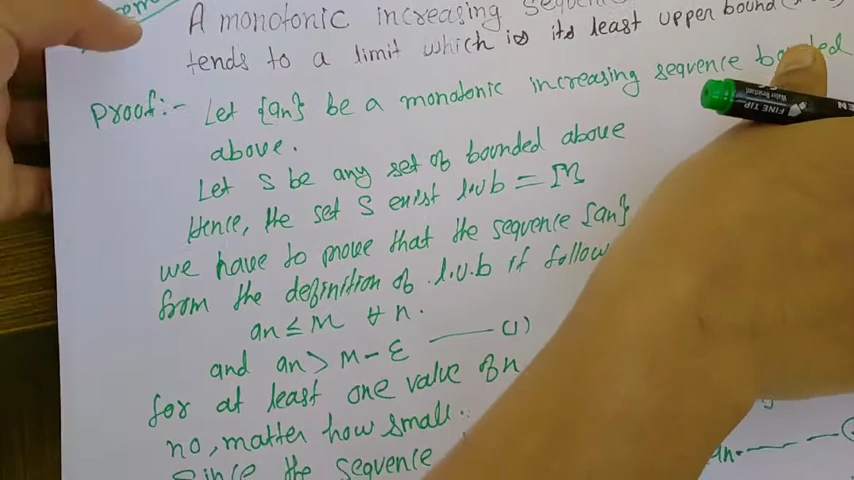 A monotonic increasing
tends to a limit which is its least upper bound
Proof:- Let {an} be a monotonic increasing sequence bounded
above.
Let S be any set of bounded above
Hence, the set S exist l.u.b = M
we have to prove that the sequence {an}
from the definition of l.u.b it follow
an ≤ M ∀ n.
and an > M - ε —— (1)
for at least one value of n
no, matter how small.
Since the sequence
FINE TIP